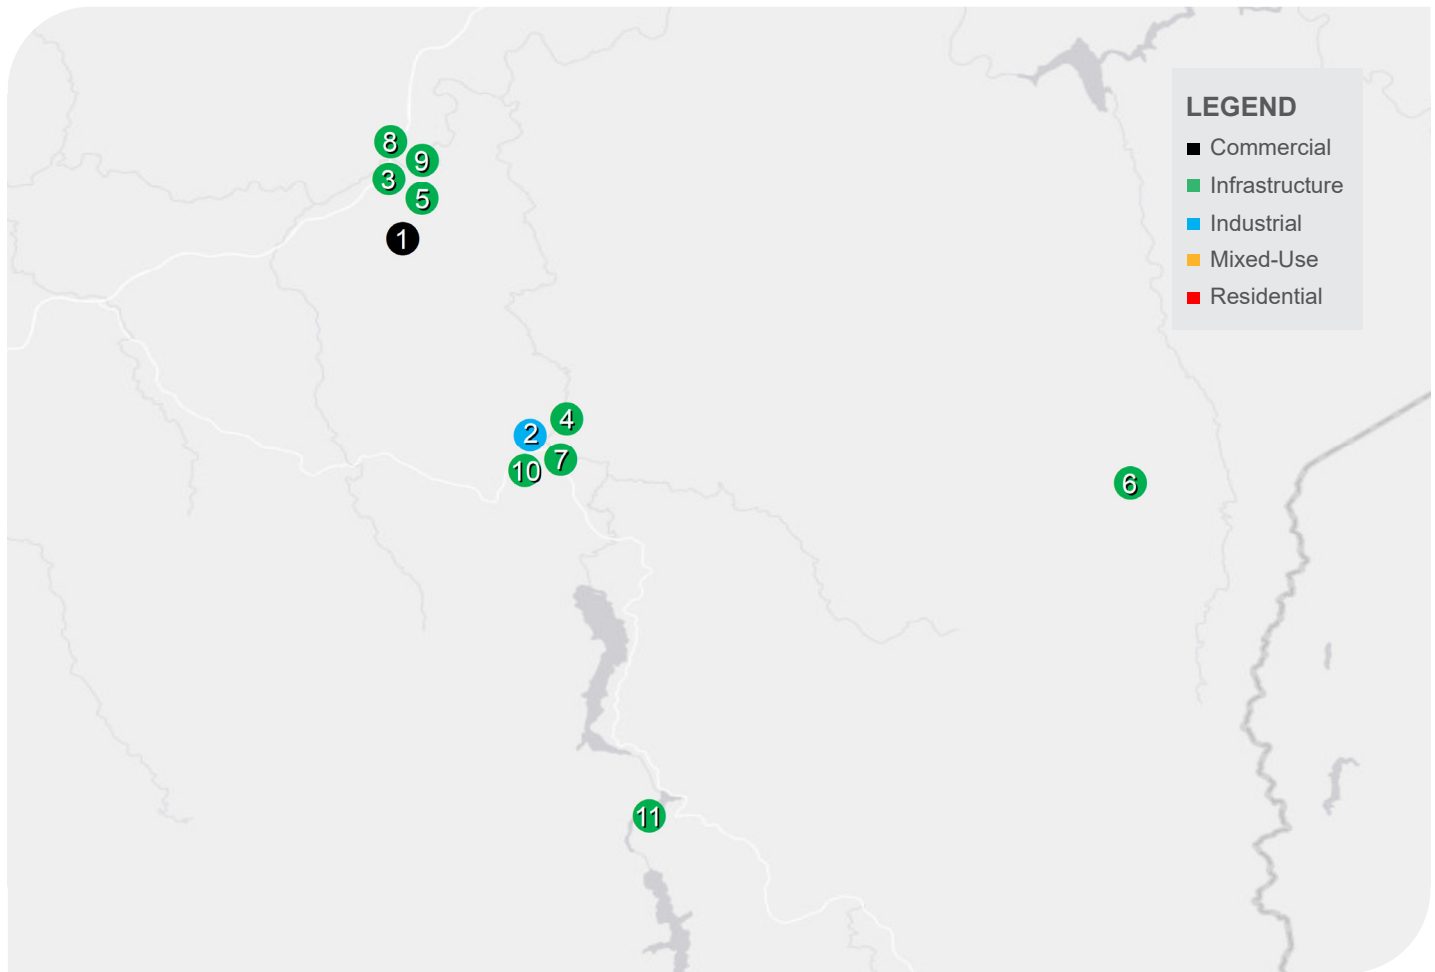 LEGEND
Commercial
Infrastructure
Industrial
Mixed-Use
Residential
8
9
3
5
1
4
2
7
10
6
11